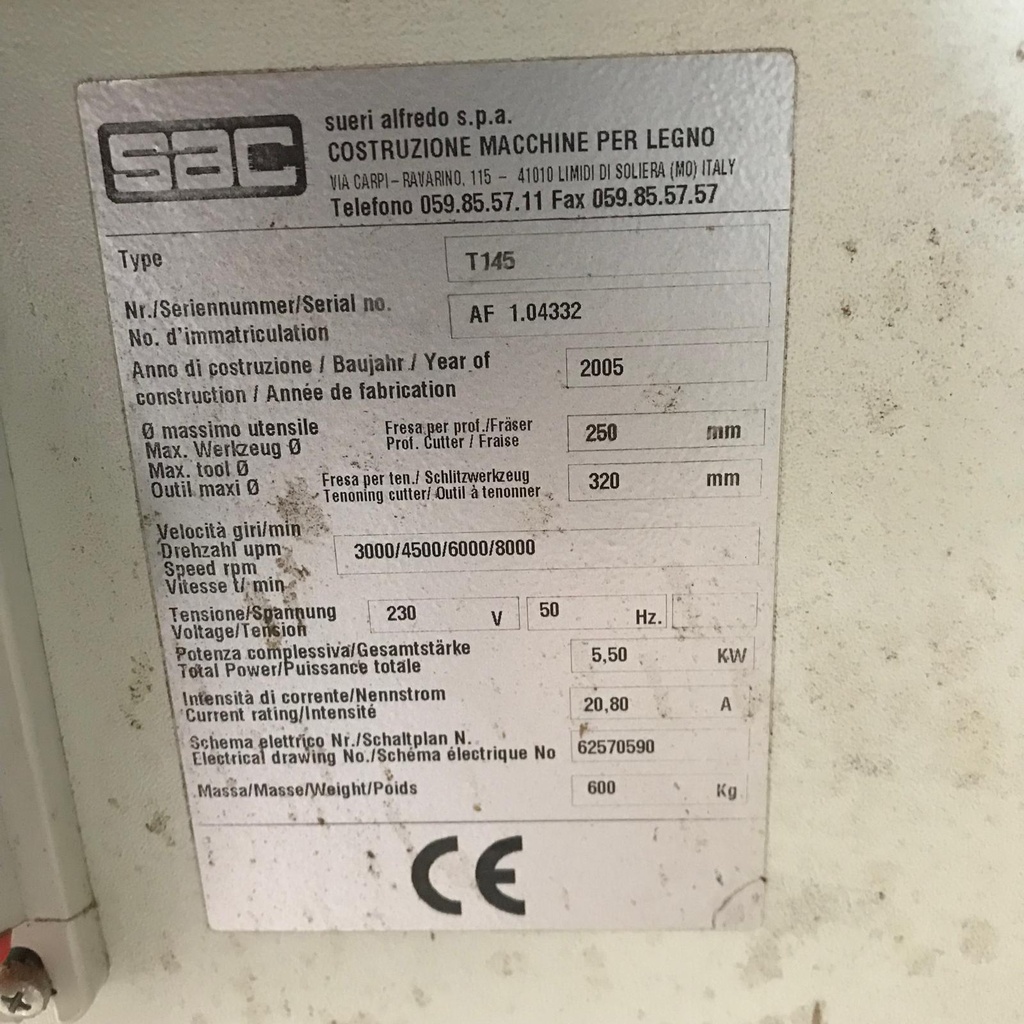 sac
sueri alfredo s.p.a.
COSTRUZIONE MACCHINE PER LEGNO
VIA CARPI – RAVARINO, 115 – 41010 LIMIDI DI SOLIERA (MO) ITALY
Telefono 059.85.57.11 Fax 059.85.57.57
Type T145
Nr./Seriennummer/Serial no. AF 1.04332
No. d'immatriculation
Anno di costruzione / Baujahr / Year of 2005
construction / Année de fabrication
Ø massimo utensile Fresa per prof./Fräser 250 mm
Max. Werkzeug Ø Prof. Cutter / Fraise
Max. tool Ø Fresa per ten./ Schlitzwerkzeug 320 mm
Outil maxi Ø Tenoning cutter/ Outil à tenonner
Velocità giri/min
Drehzahl upm 3000/4500/6000/8000
Speed rpm
Vitesse t/ min
Tensione/Spannung 230 V 50 Hz.
Voltage/Tension
Potenza complessiva/Gesamtstärke 5,50 KW
Total Power/Puissance totale
Intensità di corrente/Nennstrom 20,80 A
Current rating/Intensité
Schema elettrico Nr./Schaltplan N. 62570590
Electrical drawing No./Schéma électrique No
Massa/Masse/Weight/Poids 600 Kg
CE